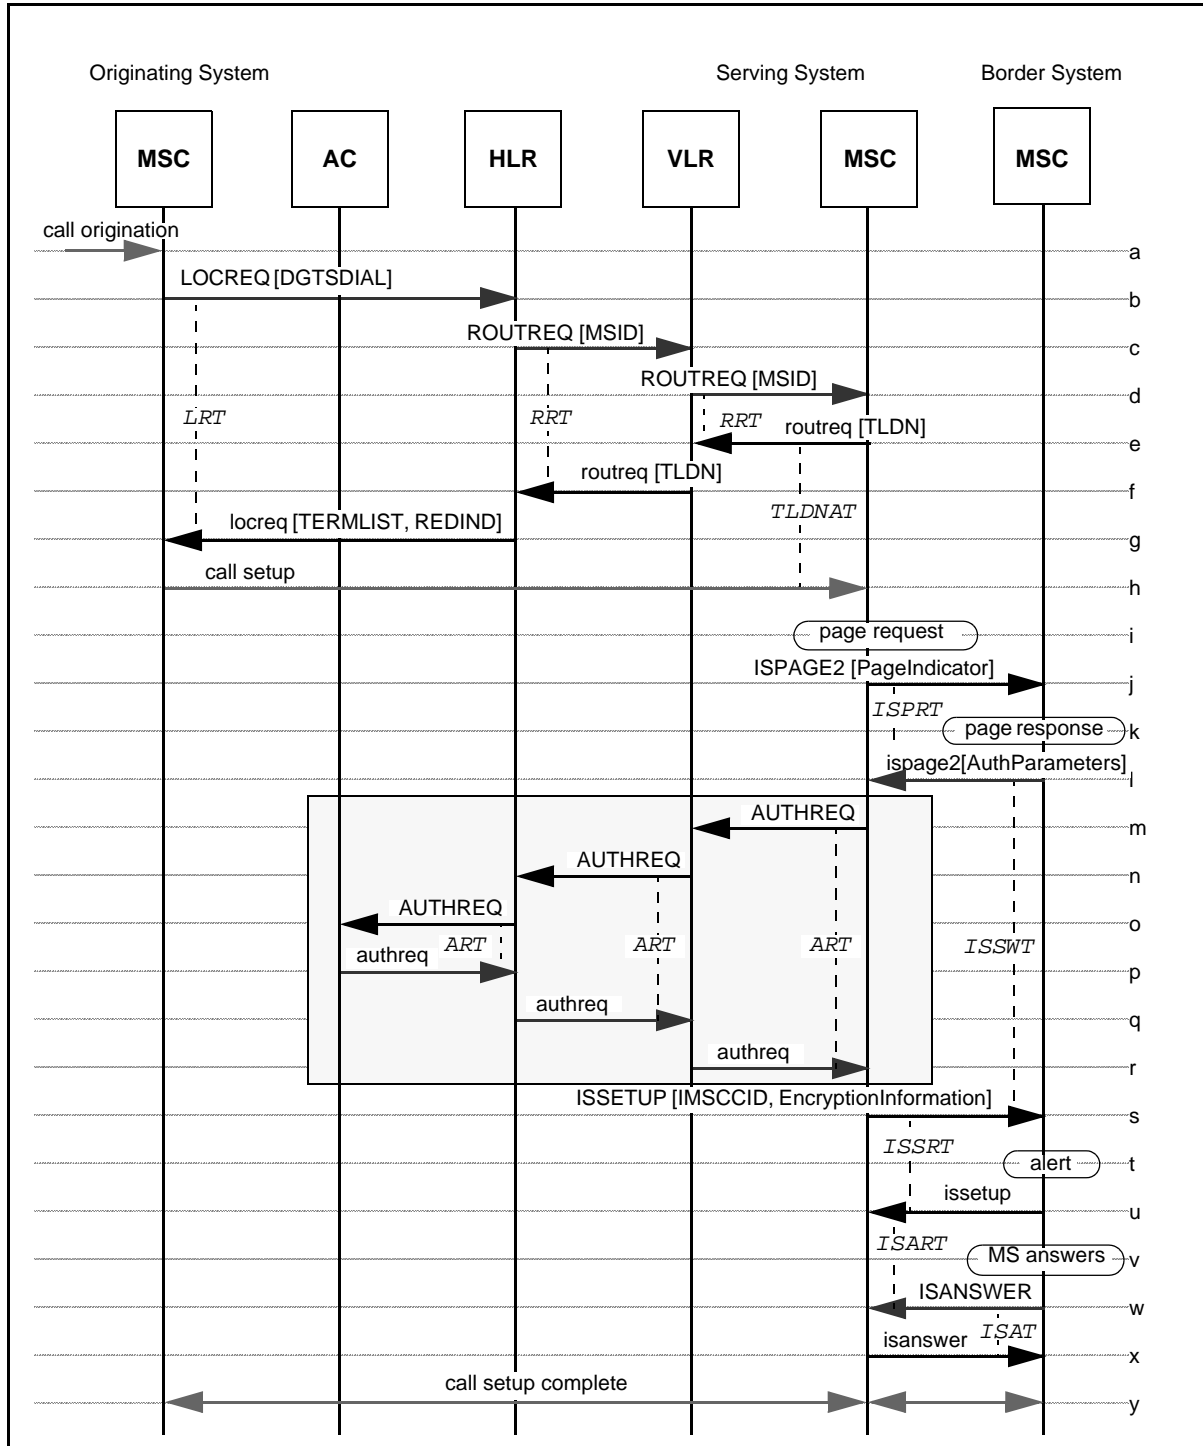 Originating System Serving System Border System
MSC AC HLR VLR MSC MSC
call origination
a
LOCREQ [DGTSDIAL]
b
ROUTREQ [MSID]
c
ROUTREQ [MSID]
d
LRT RRT RRT routreq [TLDN]
e
routreq [TLDN]
f
TLDNAT
locreq [TERMLIST, REDIND]
g
call setup
h
page request i
ISPAGE2 [PageIndicator]
j
ISPRT
page response k
ispage2[AuthParameters] l
AUTHREQ
m
AUTHREQ
n
AUTHREQ
o
ART ART ART ISSWT
authreq
p
authreq
q
authreq
r
ISSETUP [IMSCCID, EncryptionInformation]
s
ISSRT
alert t
issetup
u
ISART MS answers v
ISANSWER
w
isanswer ISAT
x
call setup complete
y